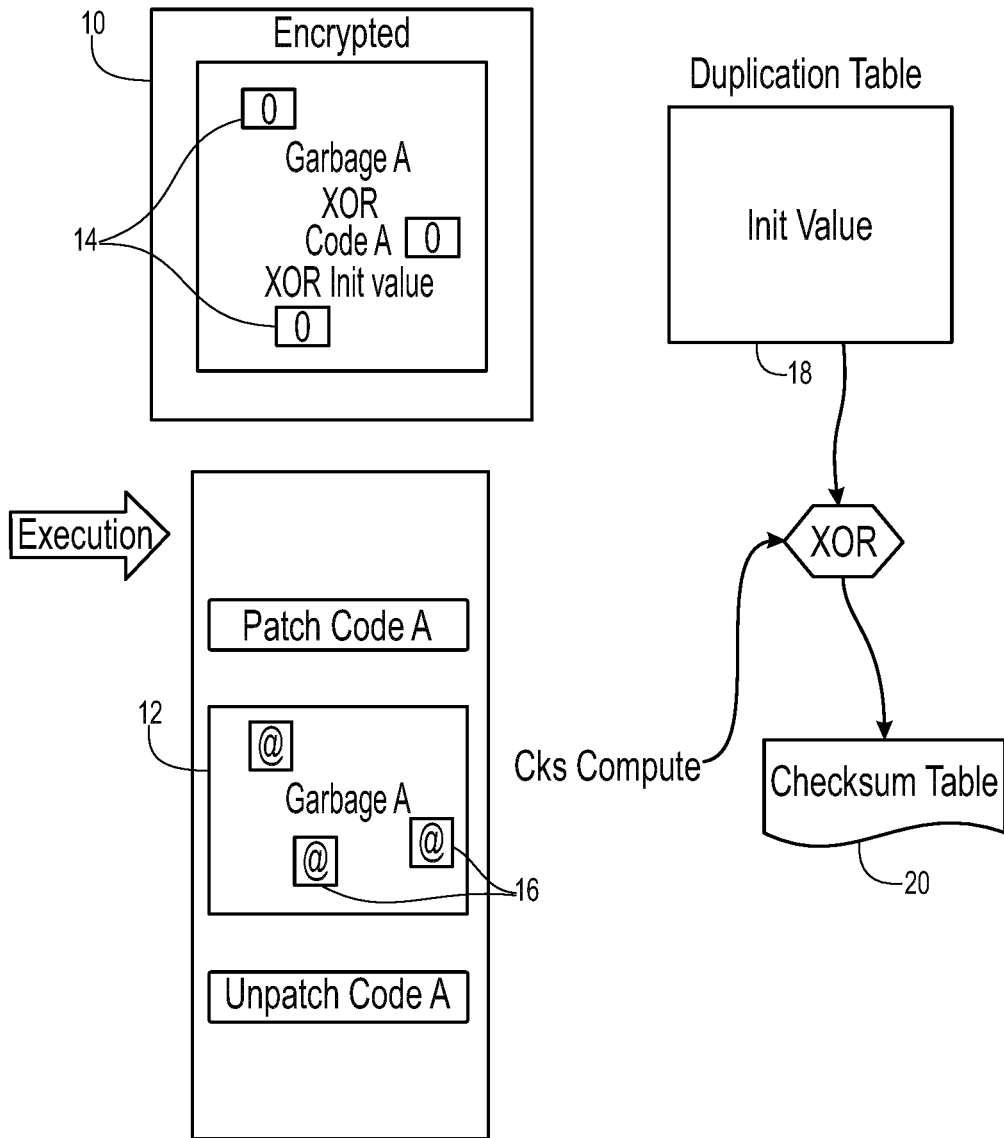 10
Encrypted
0
Garbage A
XOR
Code A
0
XOR Init value
0
14
Duplication Table
Init Value
18
Execution
Patch Code A
12
@
Garbage A
@
@
16
Unpatch Code A
XOR
Cks Compute
Checksum Table
20